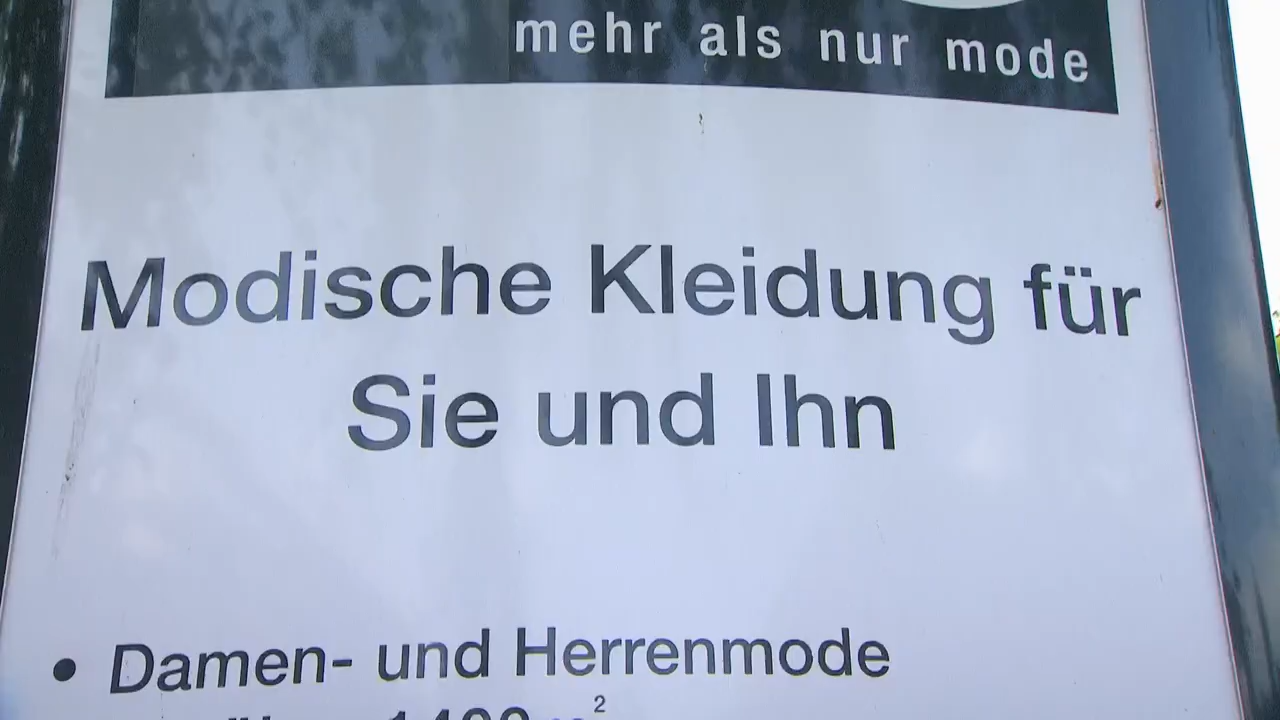 mehr als nur mode
Modische Kleidung für
Sie und Ihn
• Damen- und Herrenmode